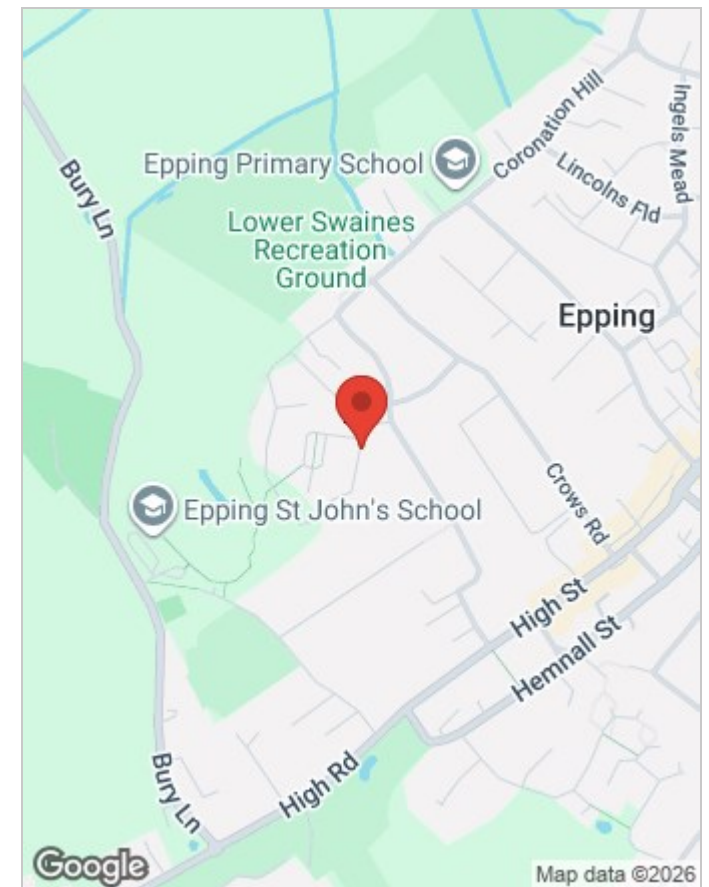 Coronation Hill
Ingels Mead
Epping Primary School
Lincolns Fld
Bury Ln
Lower Swaines
Recreation
Ground
Epping
Epping St John's School
Crows Rd
High St
Hemnall St
Bury Ln
High Rd
Google
Map data ©2026